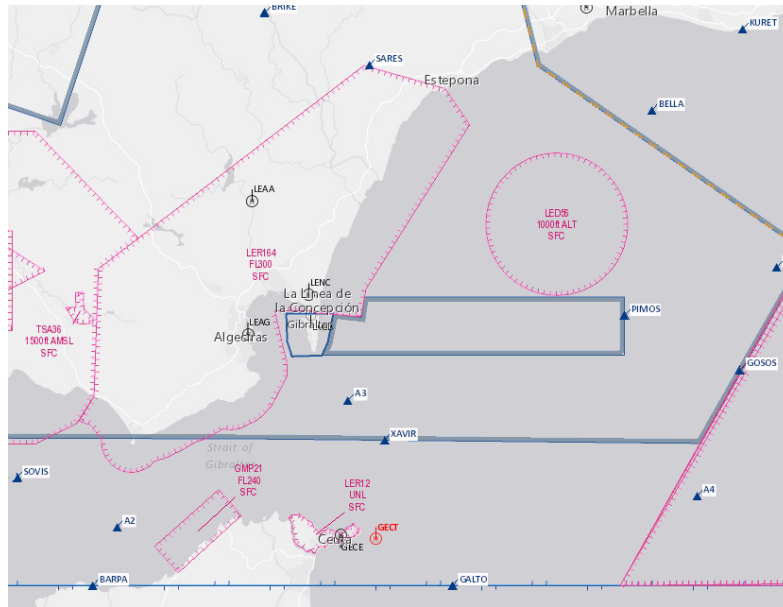 BRIKE
Marbella
KURET
SARES
Estepona
BELLA
LEAA
LED56
1000ft ALT
SFC
LER164
FL300
SFC
LENC
La Línea de
la Concepción
Gibraltar
PIMOS
TSA36
1500ft AMSL
SFC
LEAG
Algeciras
GOSOS
A3
XAVIR
Strait of
Gibraltar
SOVIS
GMP21
FL240
SFC
LER12
UNL
SFC
A4
A2
GECT
Ceuta
GECE
BARPA
GALTO